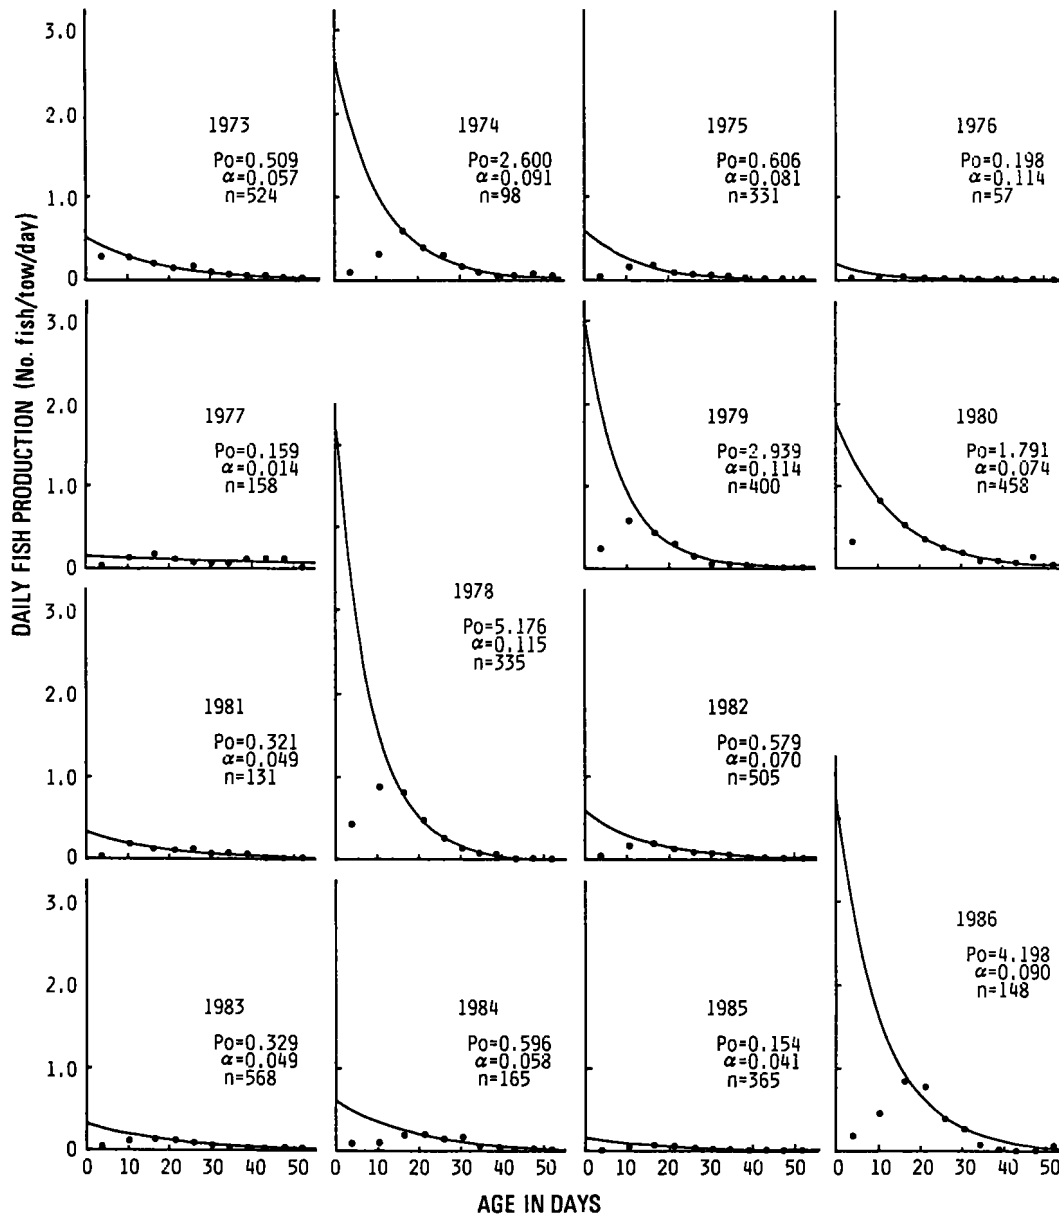 DAILY FISH PRODUCTION (No. fish/tow/day)
3.0
2.0
1.0
0
1973
Po=0.509
α=0.057
n=524
1974
Po=2.600
α=0.091
n=98
1975
Po=0.606
α=0.081
n=331
1976
Po=0.198
α=0.114
n=57
3.0
2.0
1.0
0
1977
Po=0.159
α=0.014
n=158
1978
Po=5.176
α=0.115
n=335
1979
Po=2.939
α=0.114
n=400
1980
Po=1.791
α=0.074
n=458
3.0
2.0
1.0
0
1981
Po=0.321
α=0.049
n=131
1982
Po=0.579
α=0.070
n=505
3.0
2.0
1.0
0
1983
Po=0.329
α=0.049
n=568
1984
Po=0.596
α=0.058
n=165
1985
Po=0.154
α=0.041
n=365
1986
Po=4.198
α=0.090
n=148
0 10 20 30 40 50 0 10 20 30 40 50 0 10 20 30 40 50 0 10 20 30 40 50
AGE IN DAYS